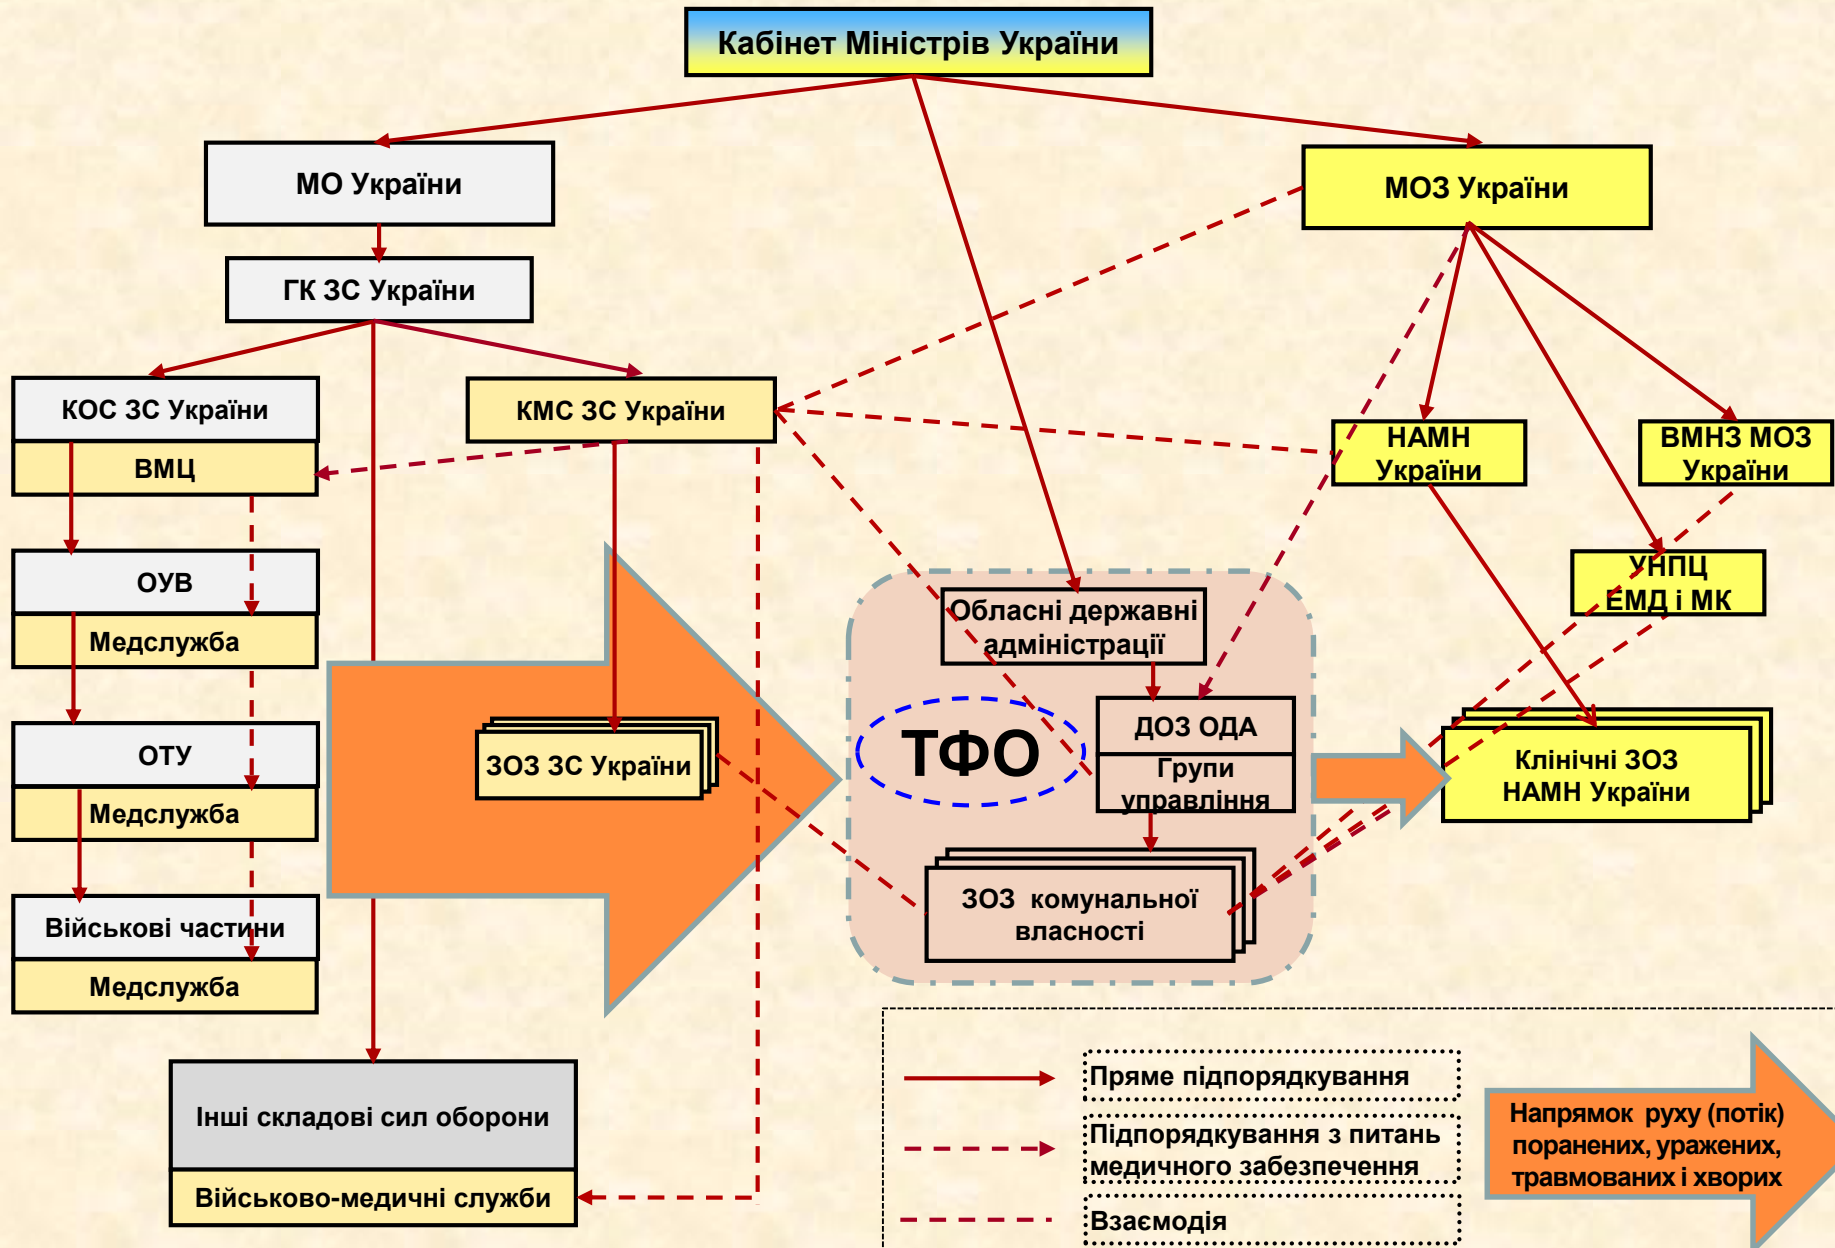 Кабінет Міністрів України
МО України
МОЗ України
ГК ЗС України
КОС ЗС України
ВМЦ
КМС ЗС України
НАМН
України
ВМНЗ МОЗ
України
ОУВ
Медслужба
УНПЦ
ЕМД і МК
Обласні державні
адміністрації
ОТУ
Медслужба
ЗОЗ ЗС України
ТФО
ДОЗ ОДА
Групи
управління
Клінічні ЗОЗ
НАМН України
Військові частини
Медслужба
ЗОЗ комунальної
власності
Інші складові сил оборони
Військово-медичні служби
Пряме підпорядкування
Підпорядкування з питань
медичного забезпечення
Взаємодія
Напрямок руху (потік)
поранених, уражених,
травмованих і хворих